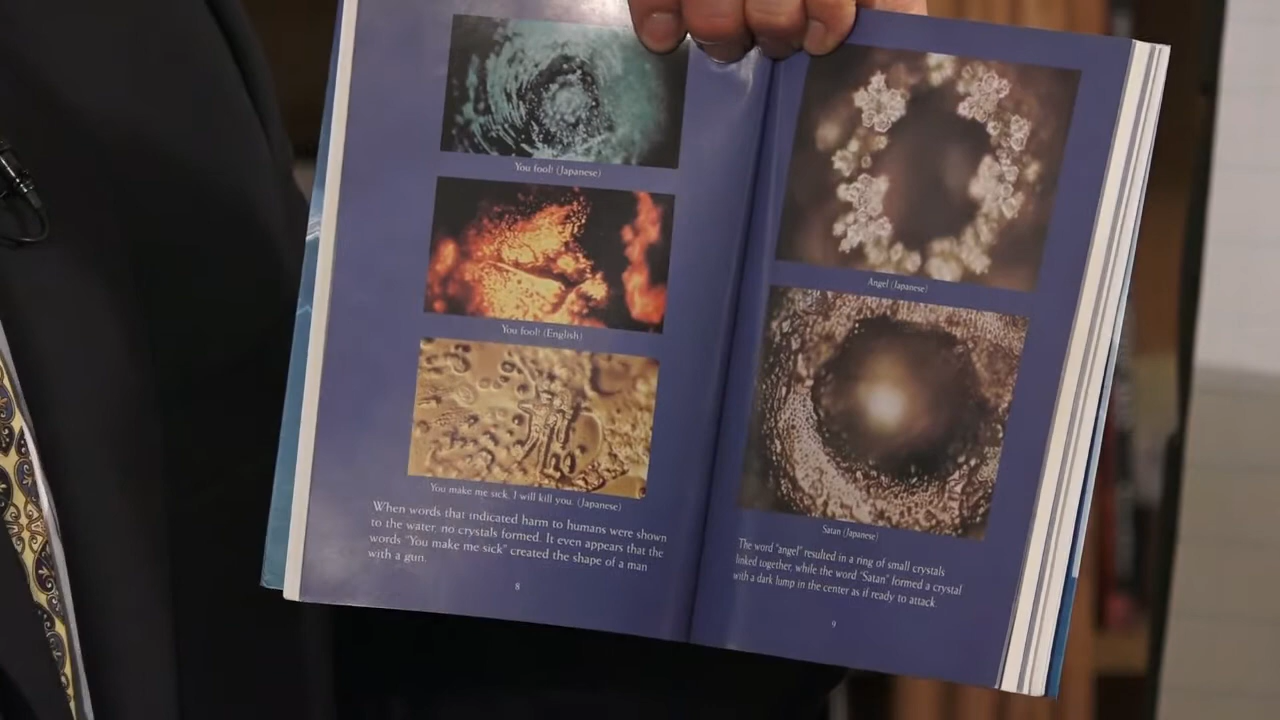 You fool! (Japanese)
You fool! (English)
You make me sick. I will kill you. (Japanese)
When words that indicated harm to humans were shown
to the water, no crystals formed. It even appears that the
words "You make me sick" created the shape of a man
with a gun.
8
Angel (Japanese)
Satan (Japanese)
The word "angel" resulted in a ring of small crystals
linked together, while the word "Satan" formed a crystal
with a dark lump in the center as if ready to attack
9